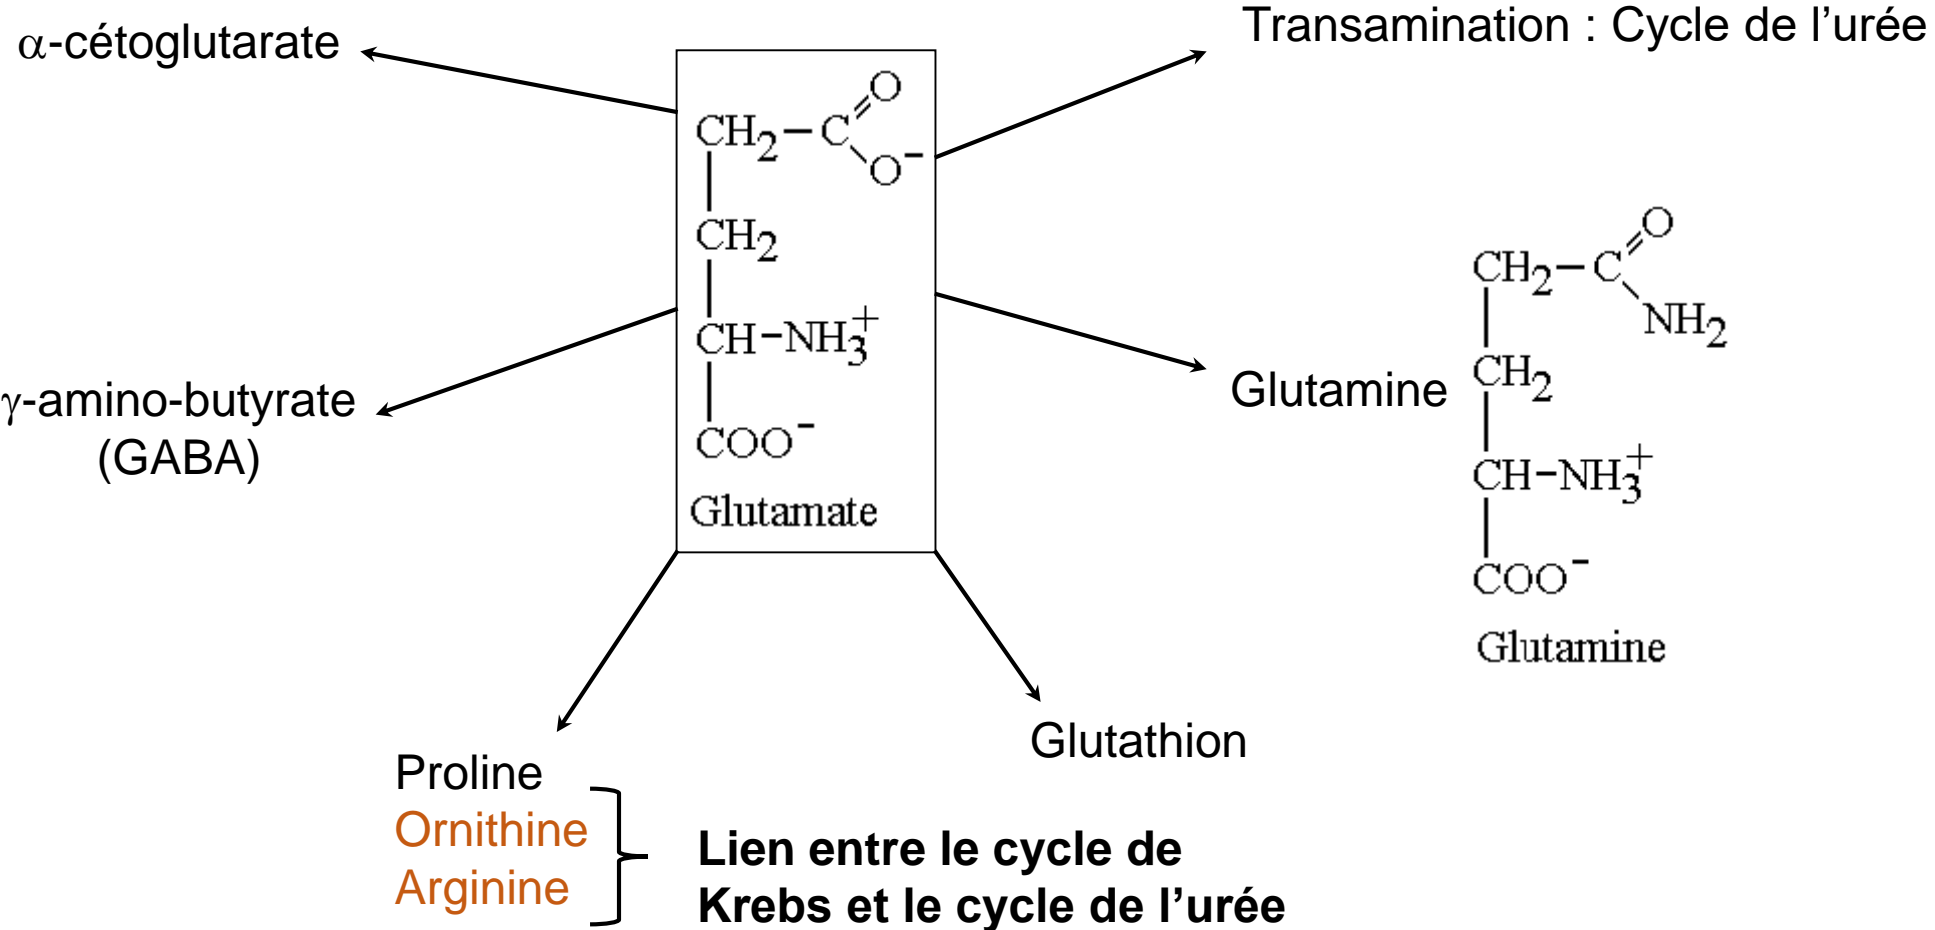 α-cétoglutarate
Transamination : Cycle de l’urée
CH2–C
O
O–
CH2
CH–NH3+
COO–
Glutamate
γ-amino-butyrate
(GABA)
Glutamine
CH2–C
O
NH2
CH2
CH–NH3+
COO–
Glutamine
Proline
Ornithine
Arginine
Glutathion
Lien entre le cycle de
Krebs et le cycle de l’urée